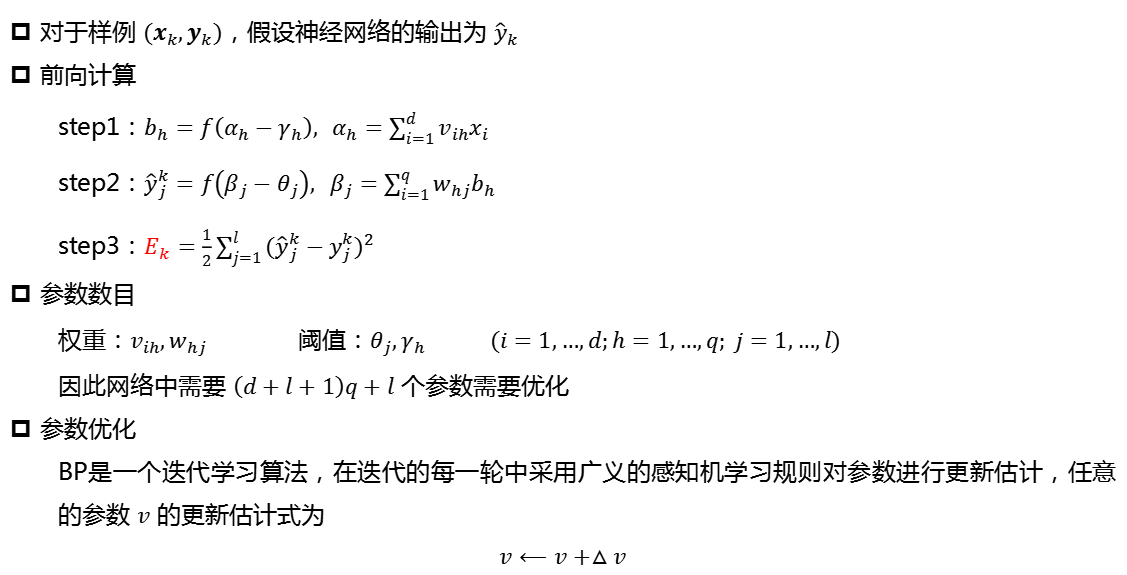 对于样例 (𝒙ₖ, 𝒚ₖ)，假设神经网络的输出为 ŷₖ
前向计算
step1：b_h = f(α_h − γ_h), α_h = ∑_{i=1}^{d} v_{ih} x_i
step2：ŷ_j^k = f(β_j − θ_j), β_j = ∑_{i=1}^{q} w_{hj} b_h
step3：E_k = 1/2 ∑_{j=1}^{l} (ŷ_j^k − y_j^k)²
参数数目
权重：v_{ih}, w_{hj} 阈值：θ_j, γ_h (i = 1, …, d; h = 1, …, q; j = 1, …, l)
因此网络中需要 (d + l + 1)q + l 个参数需要优化
参数优化
BP是一个迭代学习算法，在迭代的每一轮中采用广义的感知机学习规则对参数进行更新估计，任意
的参数 v 的更新估计式为
v ⟵ v +△ v